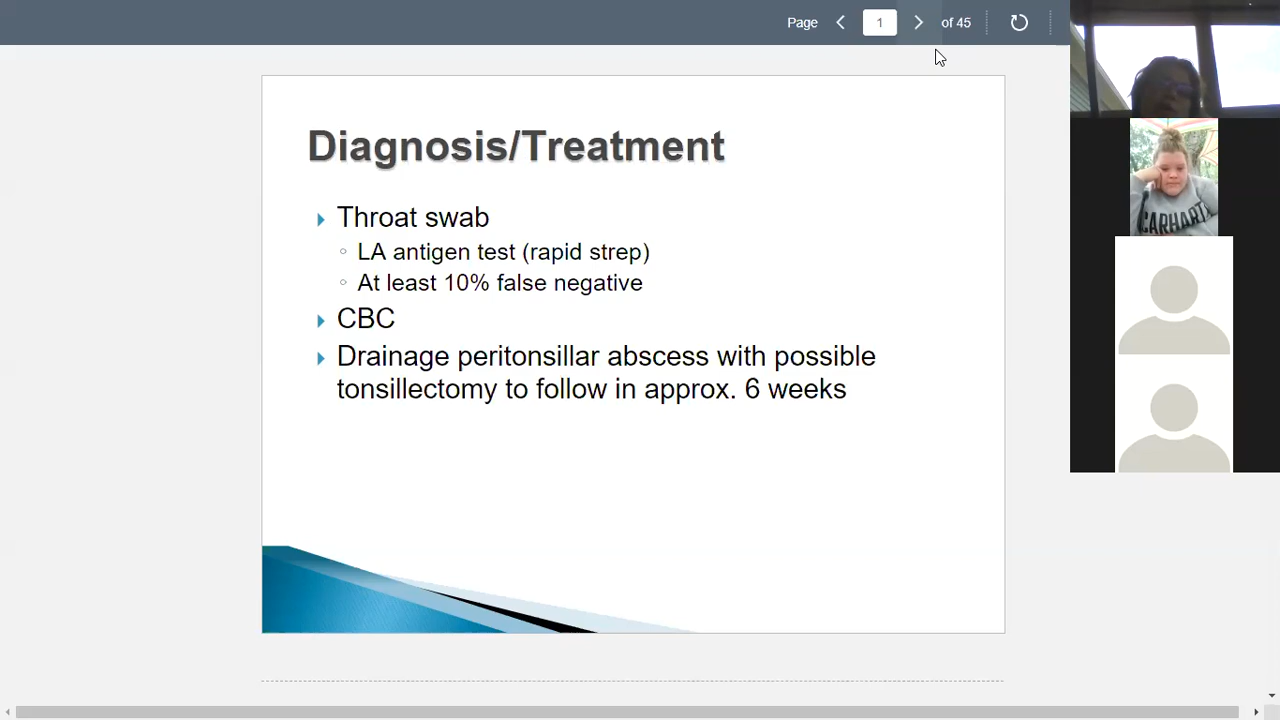 Page 1 of 45
Diagnosis/Treatment
Throat swab
LA antigen test (rapid strep)
At least 10% false negative
CBC
Drainage peritonsillar abscess with possible
tonsillectomy to follow in approx. 6 weeks
CARHARTT